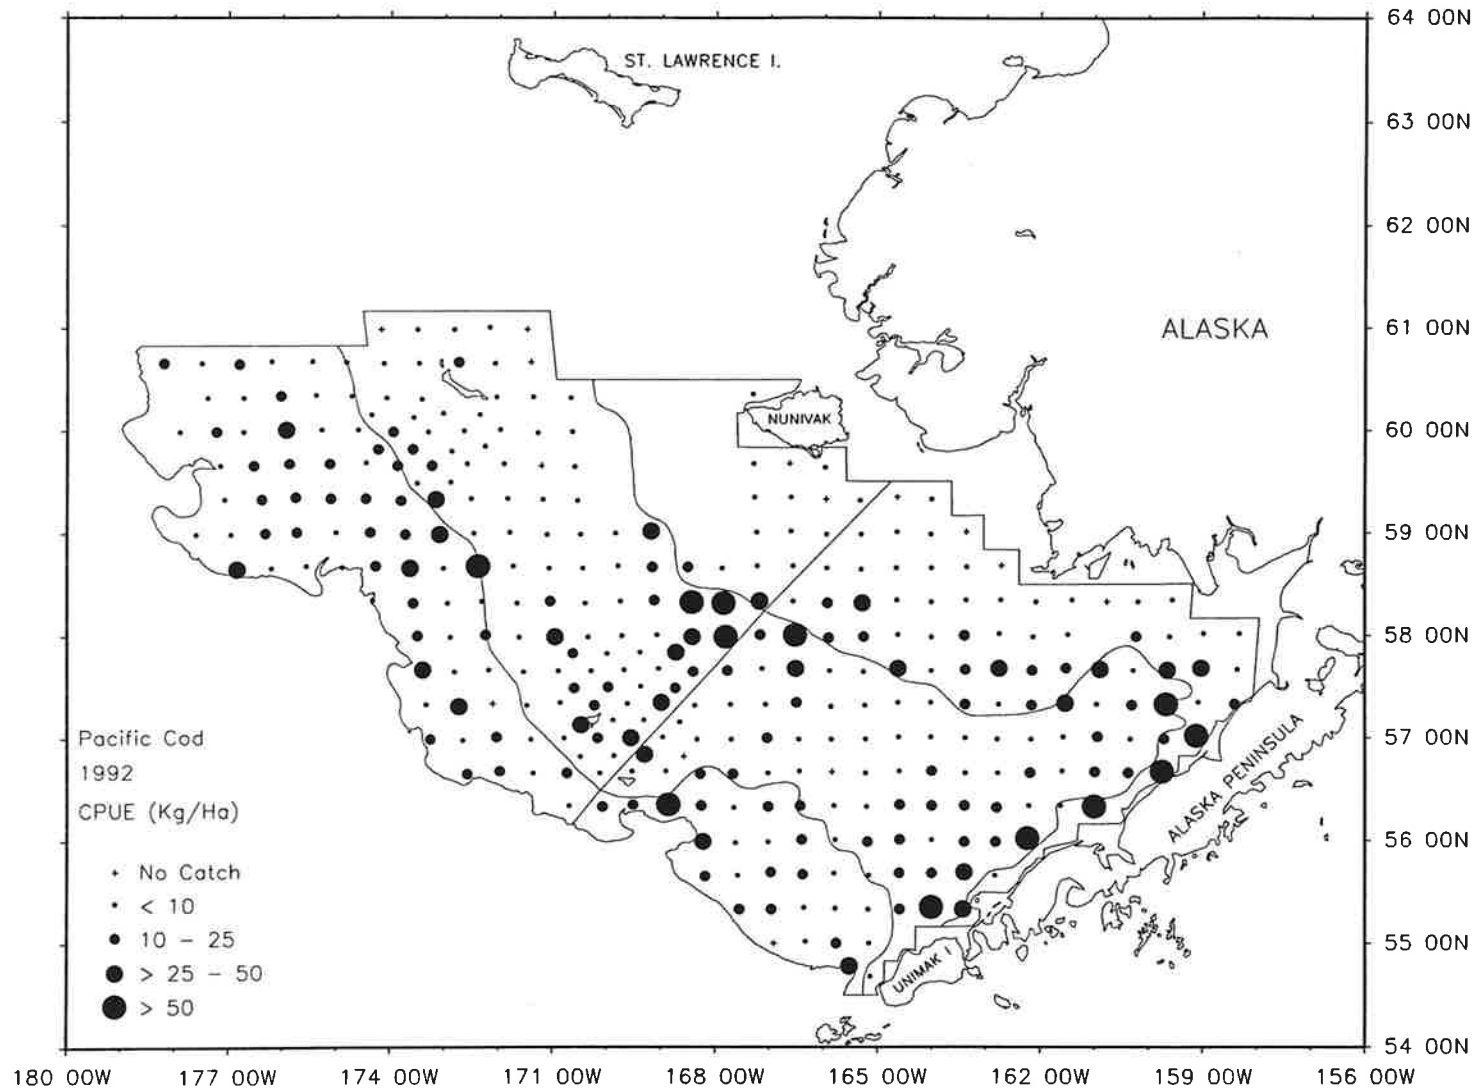 64 00N
ST. LAWRENCE I.
63 00N
62 00N
ALASKA
61 00N
NUNIVAK
60 00N
59 00N
58 00N
Pacific Cod
57 00N
1992
ALASKA PENINSULA
CPUE (Kg/Ha)
56 00N
+ No Catch
< 10
10 - 25
55 00N
> 25 - 50
UNIMAK I
> 50
54 00N
180 00W 177 00W 174 00W 171 00W 168 00W 165 00W 162 00W 159 00W 156 00W